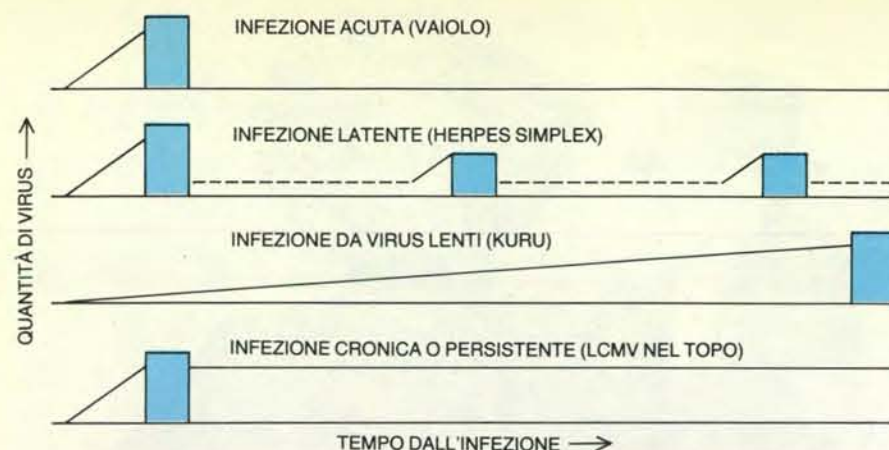 INFEZIONE ACUTA (VAIOLO)
INFEZIONE LATENTE (HERPES SIMPLEX)
INFEZIONE DA VIRUS LENTI (KURU)
INFEZIONE CRONICA O PERSISTENTE (LCMV NEL TOPO)
QUANTITÀ DI VIRUS →
TEMPO DALL'INFEZIONE →